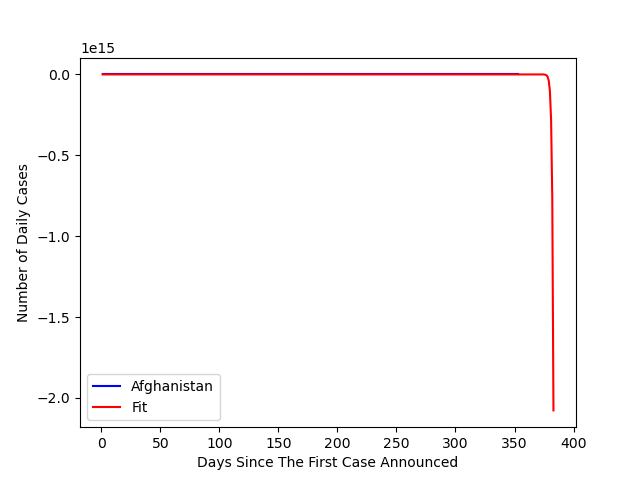 1e15
0.0
−0.5
−1.0
−1.5
−2.0
Number of Daily Cases
Afghanistan
Fit
0 50 100 150 200 250 300 350 400
Days Since The First Case Announced